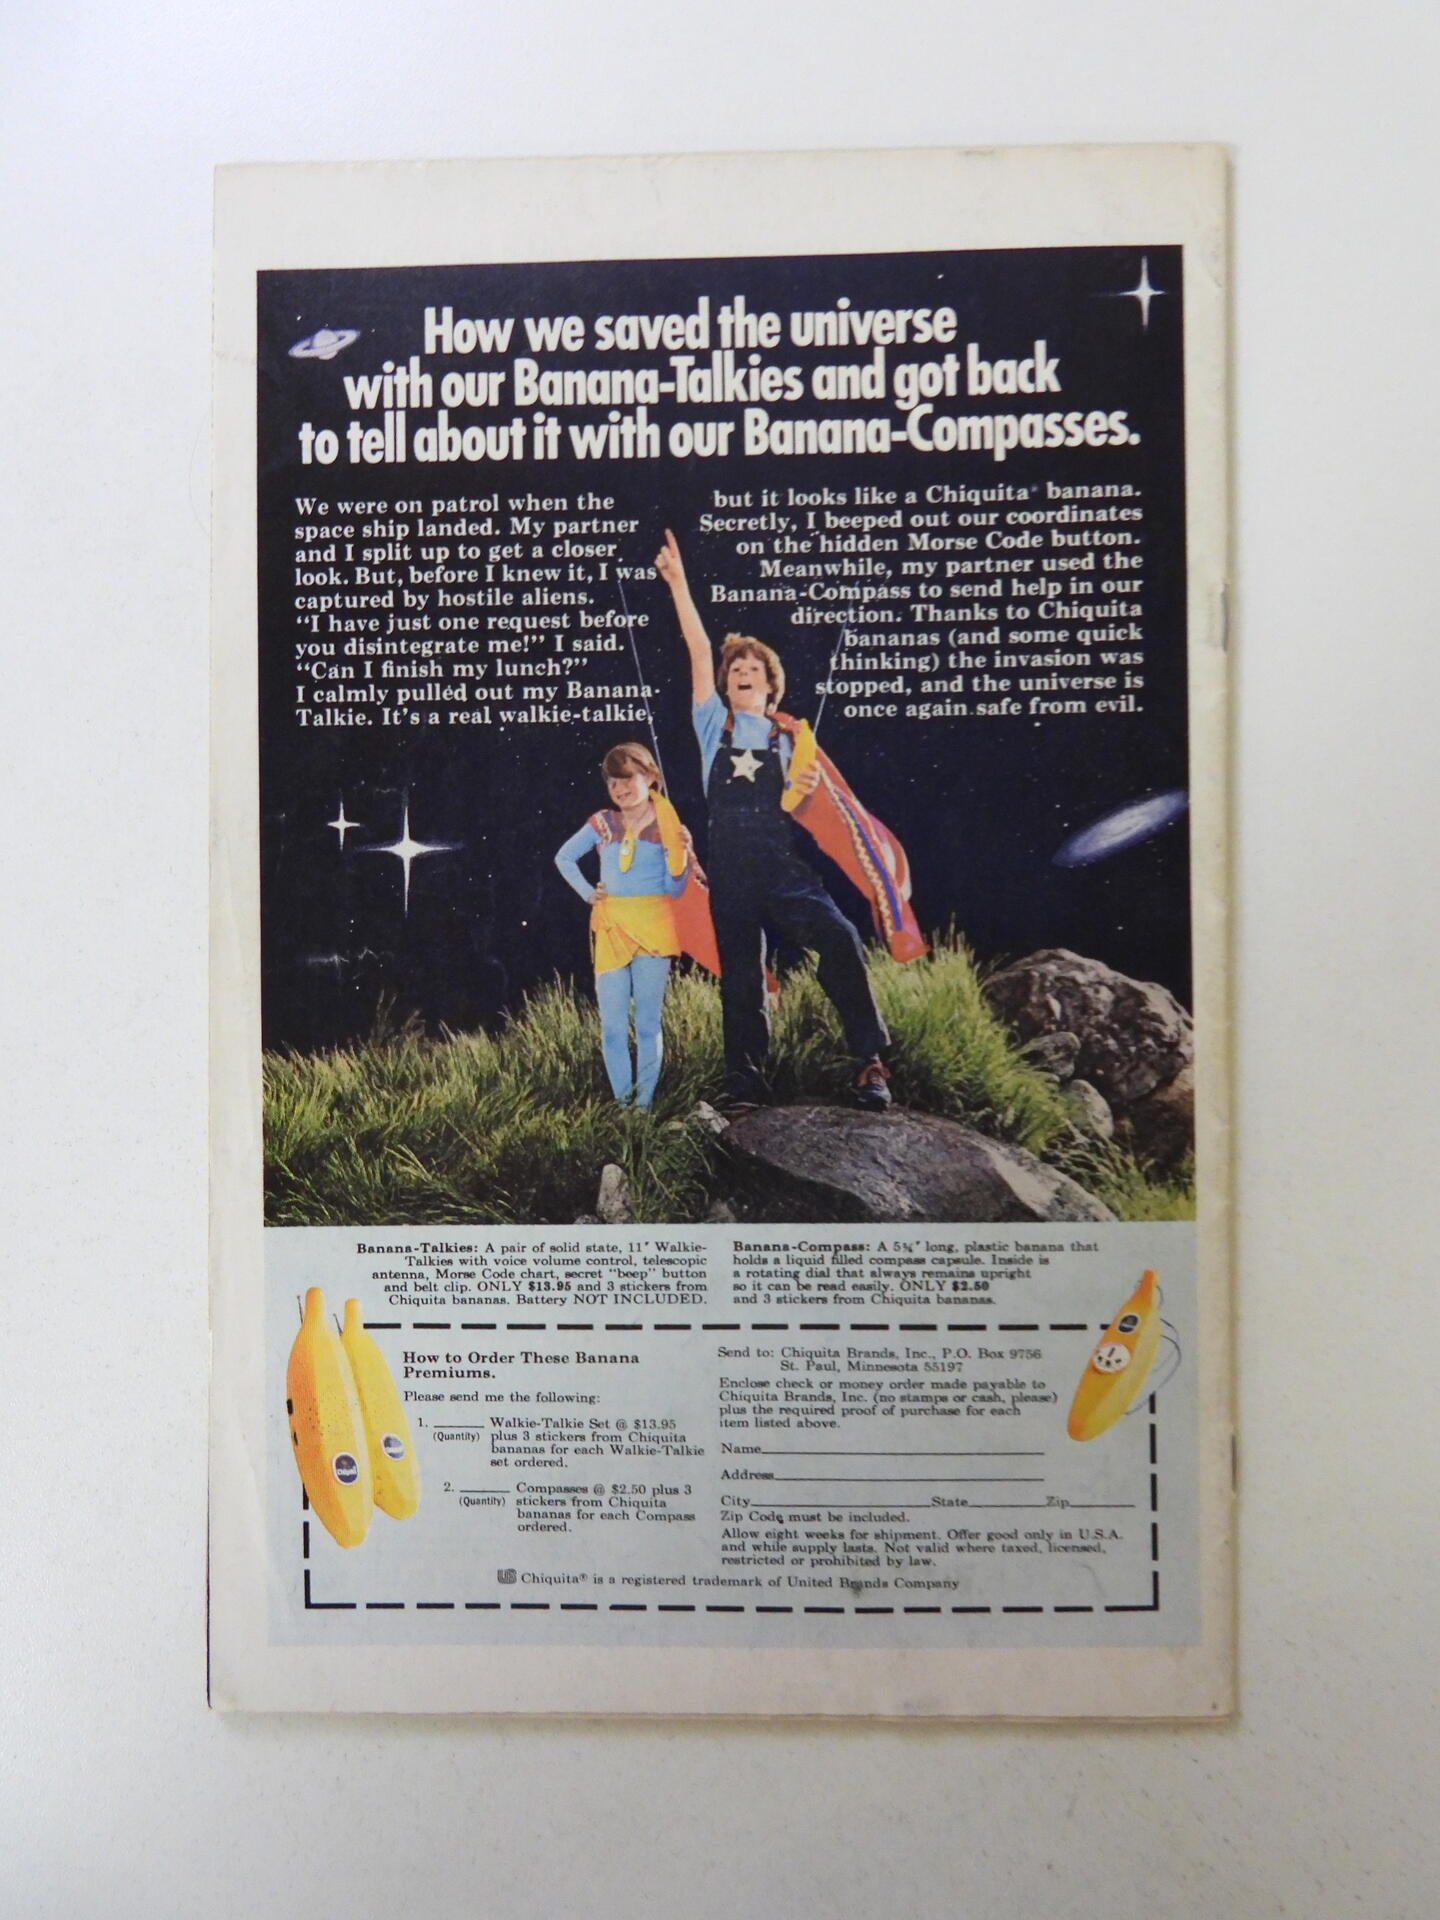 How we saved the universe
with our Banana-Talkies and got back
to tell about it with our Banana-Compasses.
We were on patrol when the
space ship landed. My partner
and I split up to get a closer
look. But, before I knew it, I was
captured by hostile aliens.
“I have just one request before
you disintegrate me!” I said.
“Can I finish my lunch?”
I calmly pulled out my Banana-
Talkie. It’s a real walkie-talkie,
but it looks like a Chiquita® banana.
Secretly, I beeped out our coordinates
on the hidden Morse Code button.
Meanwhile, my partner used the
Banana-Compass to send help in our
direction. Thanks to Chiquita
bananas (and some quick
thinking) the invasion was
stopped, and the universe is
once again safe from evil.
Banana-Talkies: A pair of solid state, 11″ Walkie-
Talkies with voice volume control, telescopic
antenna, Morse Code chart, secret "beep" button
and belt clip. ONLY $13.95 and 3 stickers from
Chiquita bananas. Battery NOT INCLUDED.
Banana-Compass: A 5¾″ long, plastic banana that
holds a liquid filled compass capsule. Inside is
a rotating dial that always remains upright
so it can be read easily. ONLY $2.50
and 3 stickers from Chiquita bananas.
How to Order These Banana
Premiums.
Please send me the following:
1. ______ Walkie-Talkie Set @ $13.95
(Quantity) plus 3 stickers from Chiquita
bananas for each Walkie-Talkie
set ordered.
2. ______ Compasses @ $2.50 plus 3
(Quantity) stickers from Chiquita
bananas for each Compass
ordered.
Send to: Chiquita Brands, Inc., P.O. Box 9756
St. Paul, Minnesota 55197
Enclose check or money order made payable to
Chiquita Brands, Inc. (no stamps or cash, please)
plus the required proof of purchase for each
item listed above.
Name
Address
City State Zip
Zip Code must be included.
Allow eight weeks for shipment. Offer good only in U.S.A.
and while supply lasts. Not valid where taxed, licensed,
restricted or prohibited by law.
Chiquita® is a registered trademark of United Brands Company
Chiquita